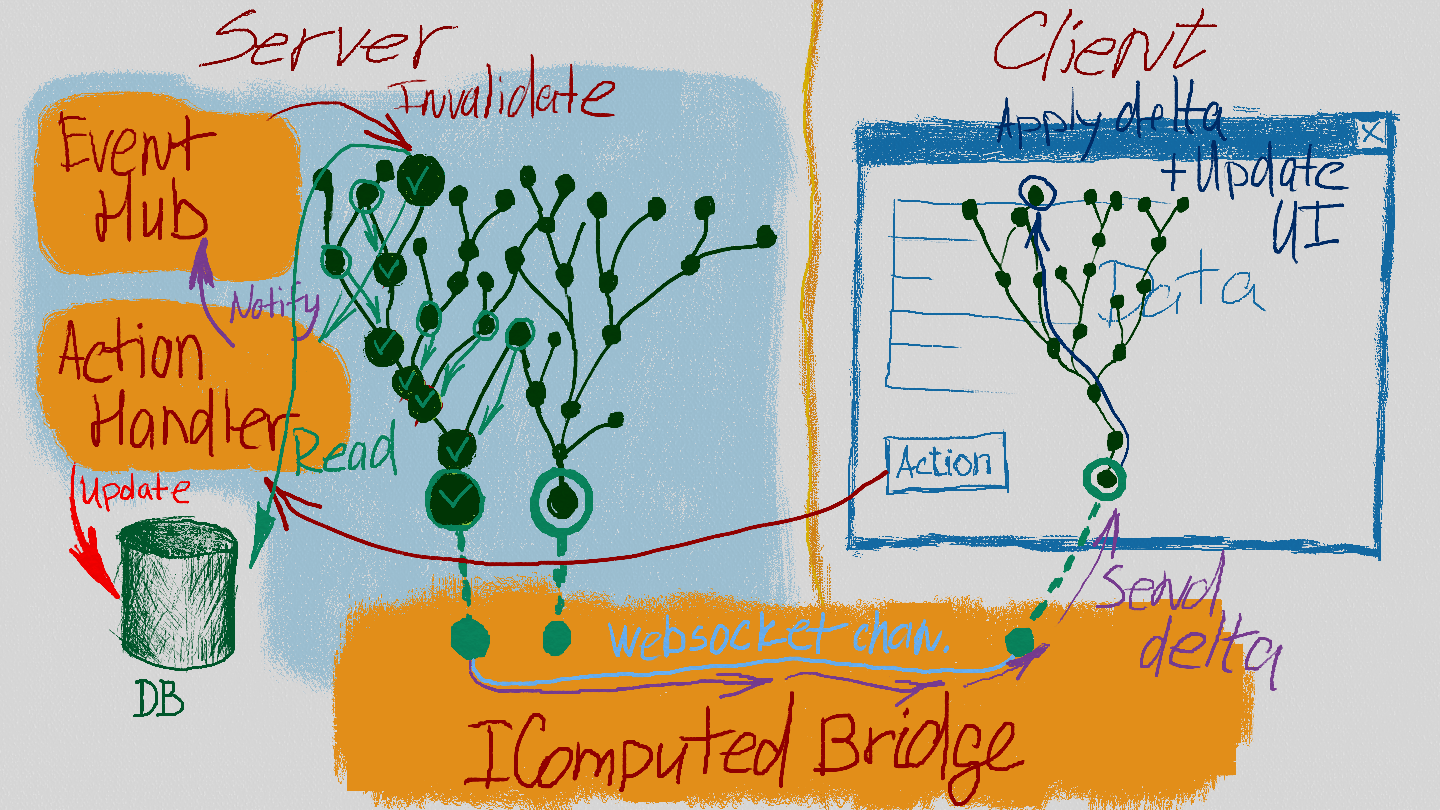 Server
Client
Invalidate
Event
Hub
Notify
Action
Handler
Read
Update
DB
Apply delta
+ Update
UI
Data
Action
Send
delta
Websocket chan.
IComputed Bridge